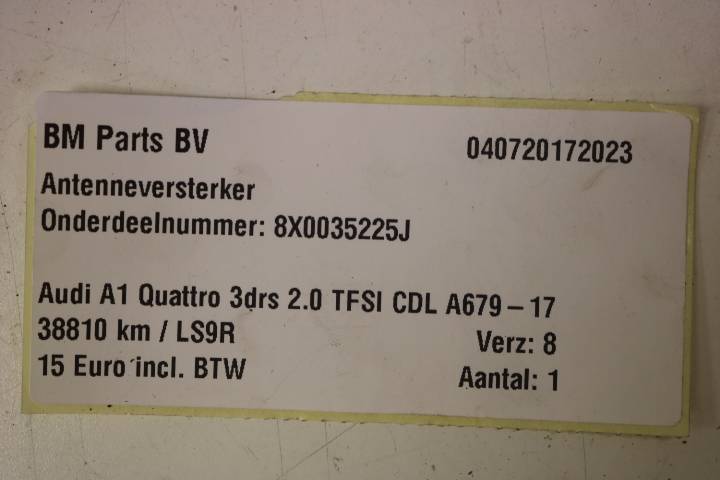 BM Parts BV 040720172023
Antenneversterker
Onderdeelnummer: 8X0035225J
Audi A1 Quattro 3drs 2.0 TFSI CDL A679 – 17
38810 km / LS9R Verz: 8
15 Euro incl. BTW Aantal: 1